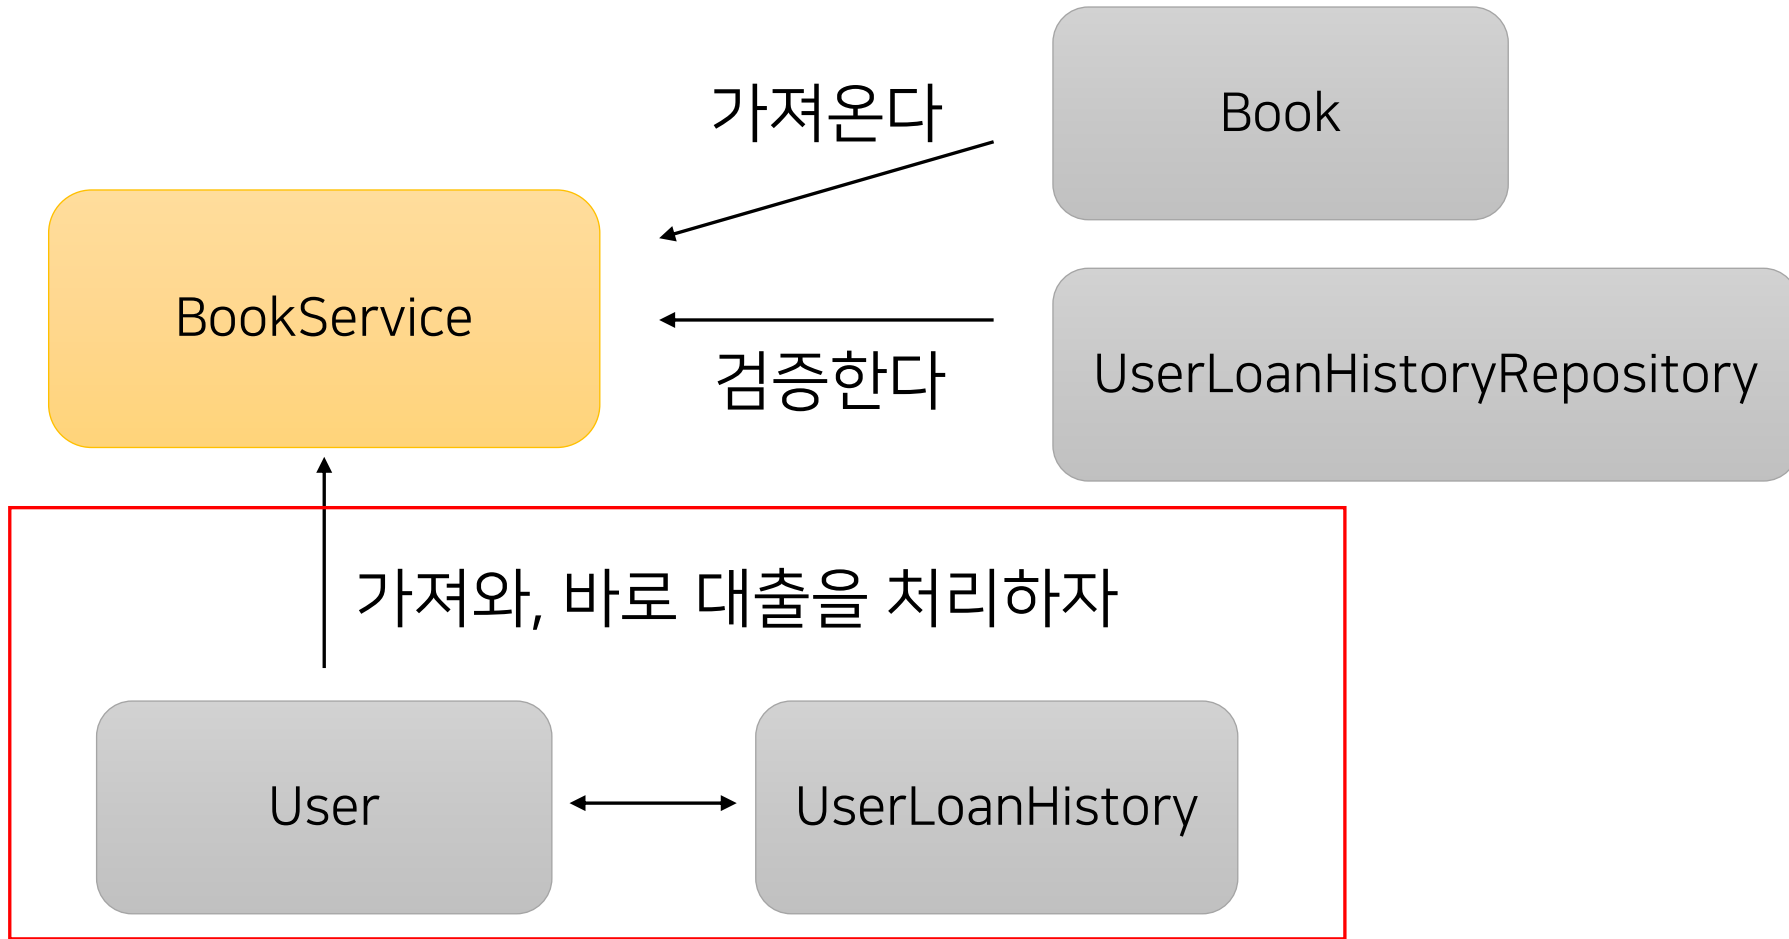 가져온다
Book
BookService
검증한다
UserLoanHistoryRepository
가져와, 바로 대출을 처리하자
User
UserLoanHistory